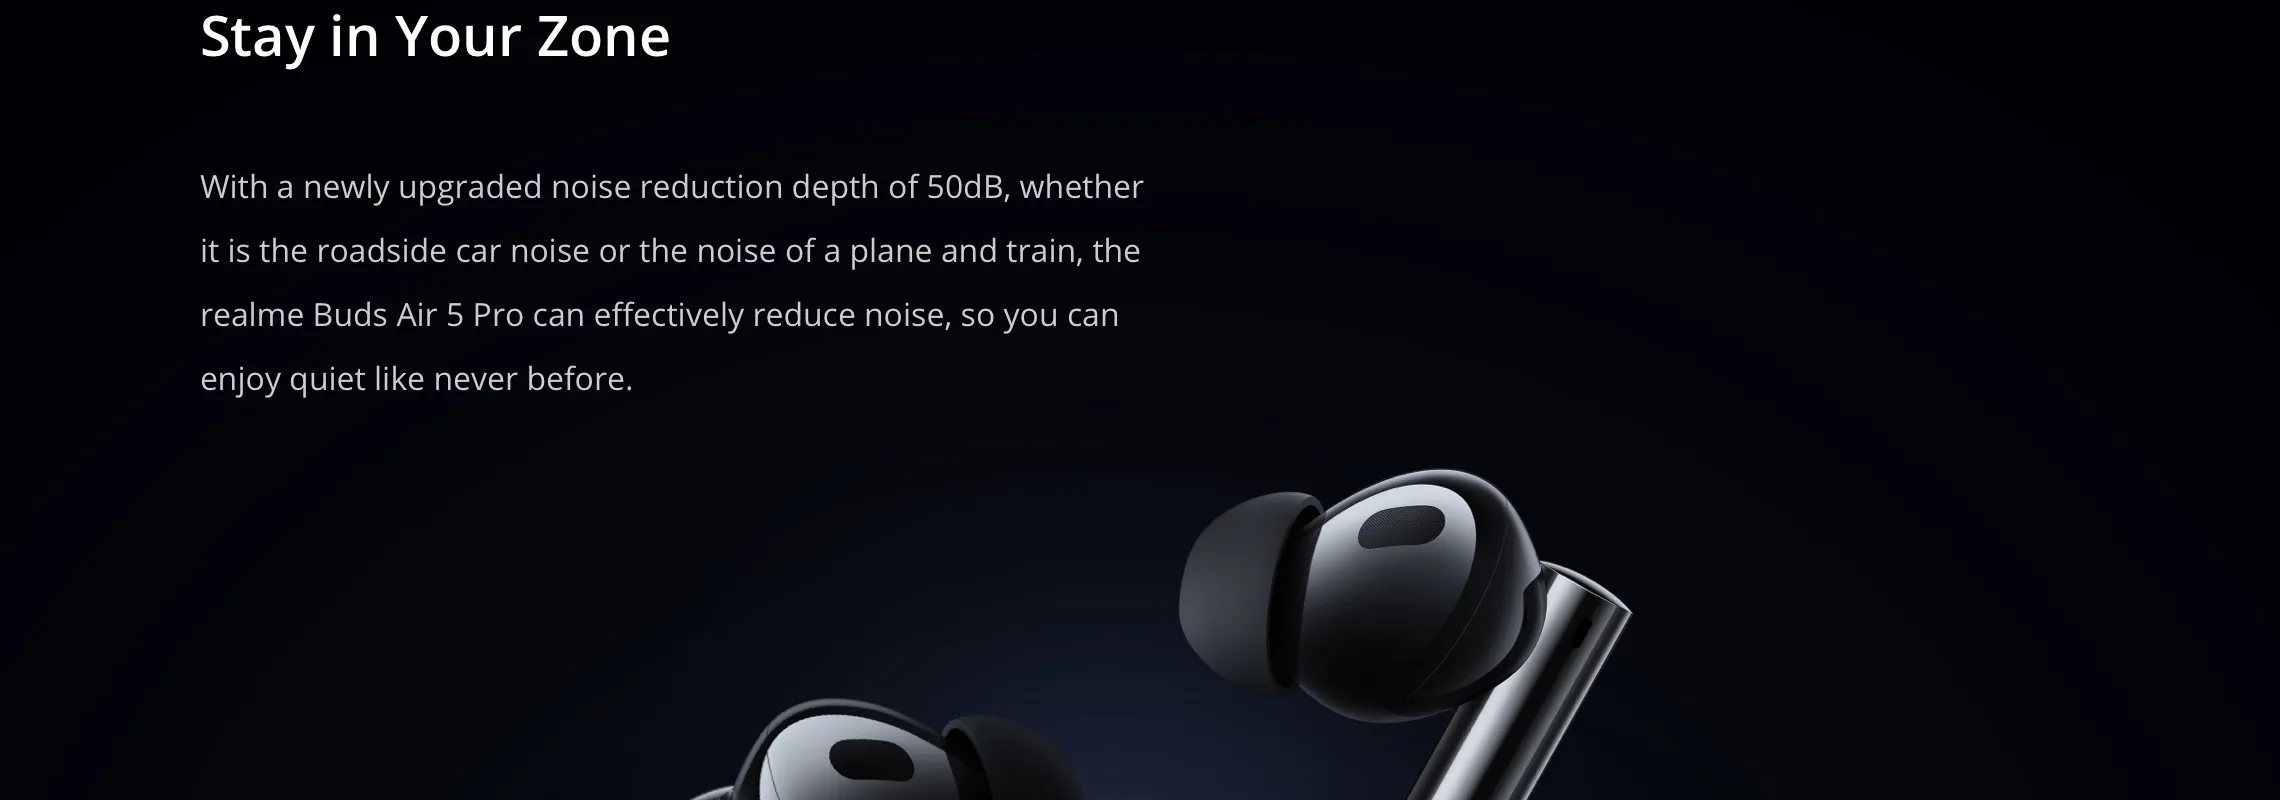 Stay in Your Zone
With a newly upgraded noise reduction depth of 50dB, whether
it is the roadside car noise or the noise of a plane and train, the
realme Buds Air 5 Pro can effectively reduce noise, so you can
enjoy quiet like never before.